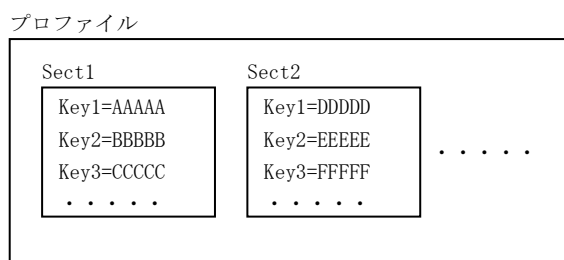 プロファイル
Sect1
Key1=AAAAA
Key2=BBBBB
Key3=CCCCC
・・・・・
Sect2
Key1=DDDDD
Key2=EEEEE
Key3=FFFFF
・・・・・
・・・・・